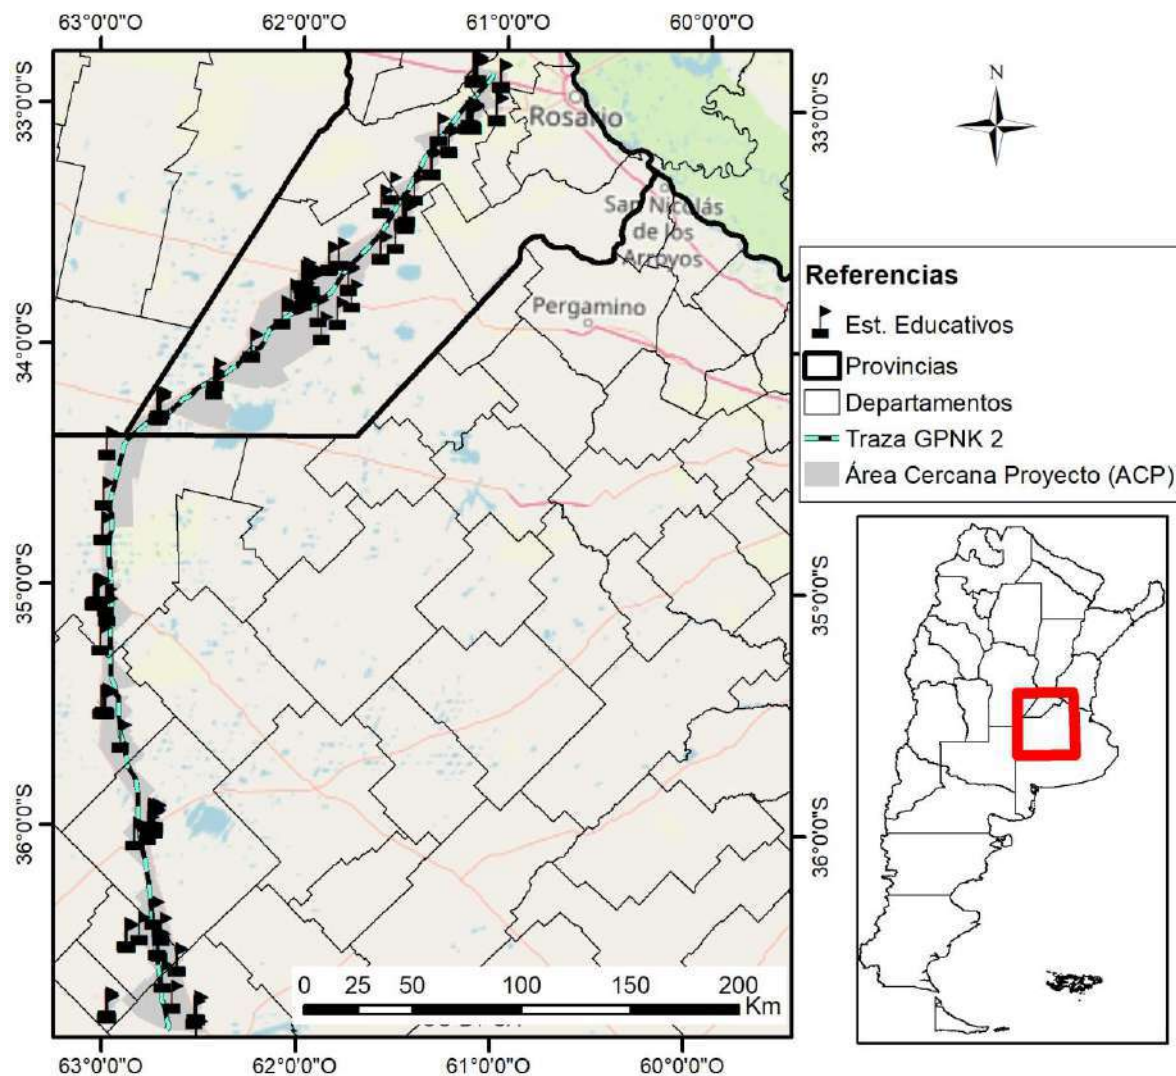 63°0'0"O 62°0'0"O 61°0'0"O 60°0'0"O
33°0'0"S
34°0'0"S
35°0'0"S
36°0'0"S
Rosario
San Nicolás
de los
Arroyos
Pergamino
0 25 50 100 150 200
Km
33°0'0"S
35°0'0"S
36°0'0"S
63°0'0"O 62°0'0"O 61°0'0"O 60°0'0"O
N
Referencias
Est. Educativos
Provincias
Departamentos
Traza GPNK 2
Área Cercana Proyecto (ACP)